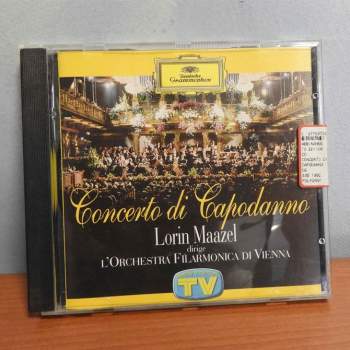 Deutsche
Grammophon
Concerto di Capodanno
Lorin Maazel
dirige
L'ORCHESTRA FILARMONICA DI VIENNA
TV